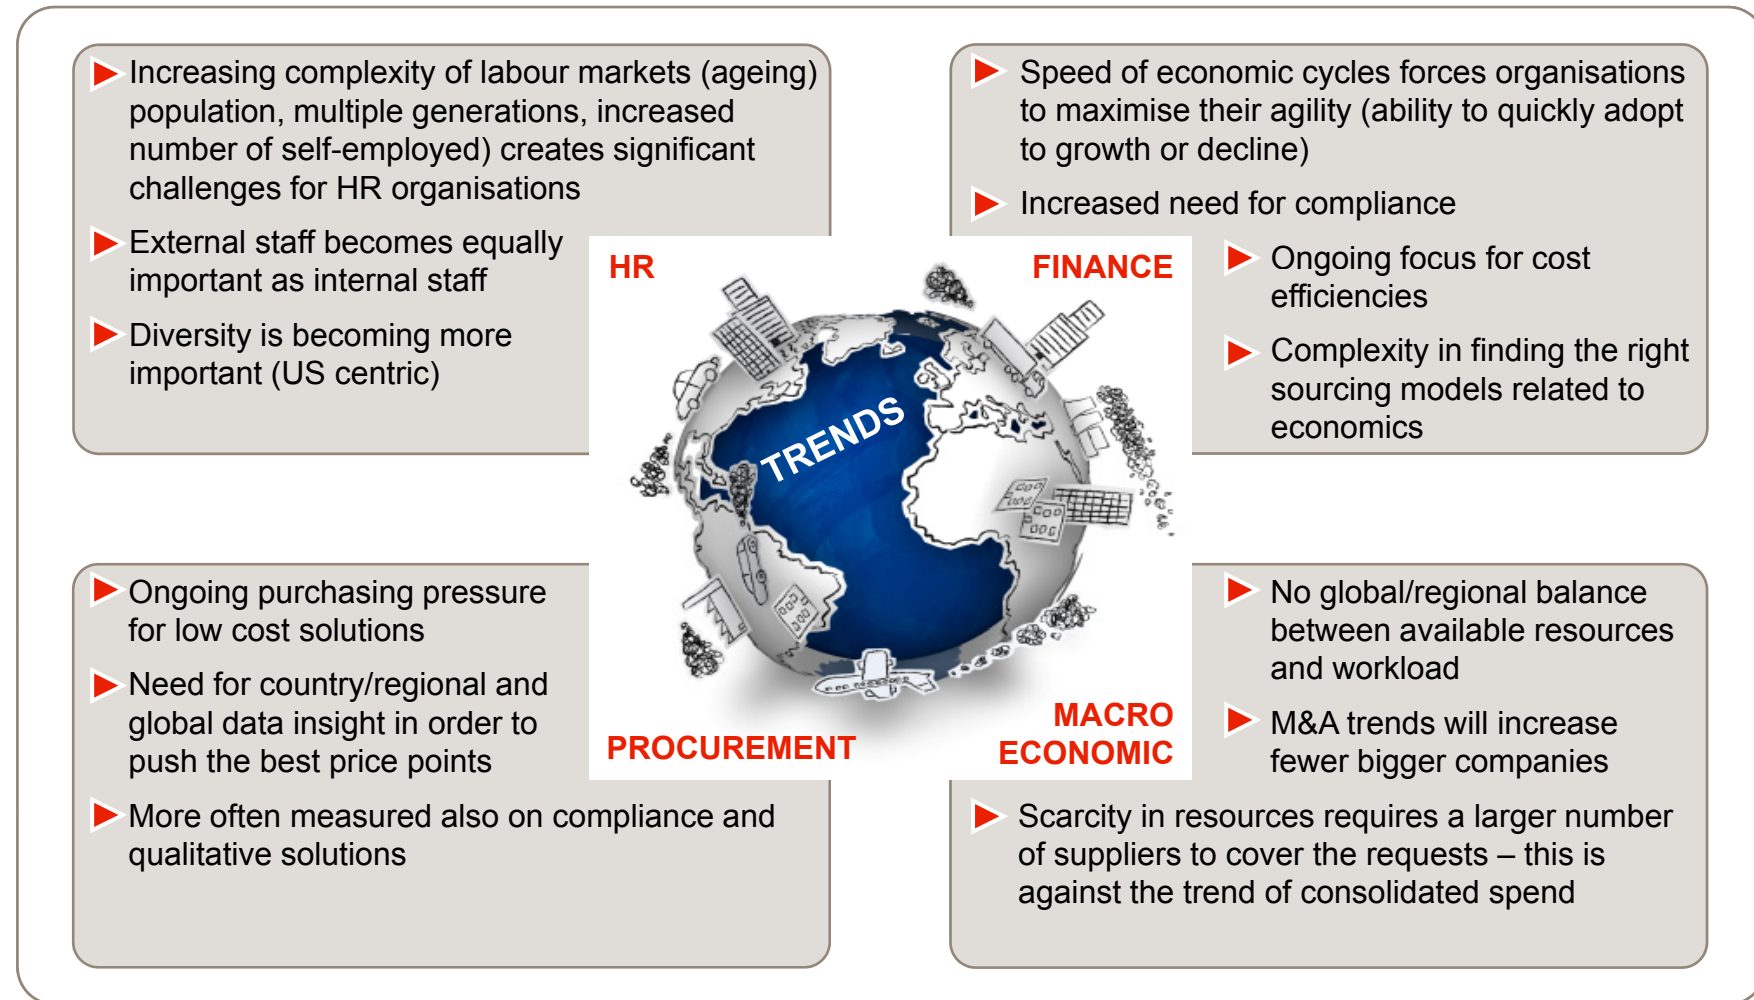 Increasing complexity of labour markets (ageing)
population, multiple generations, increased
number of self-employed) creates significant
challenges for HR organisations
External staff becomes equally
important as internal staff
Diversity is becoming more
important (US centric)
Speed of economic cycles forces organisations
to maximise their agility (ability to quickly adopt
to growth or decline)
Increased need for compliance
Ongoing focus for cost
efficiencies
Complexity in finding the right
sourcing models related to
economics
HR
FINANCE
TRENDS
PROCUREMENT
MACRO
ECONOMIC
Ongoing purchasing pressure
for low cost solutions
Need for country/regional and
global data insight in order to
push the best price points
More often measured also on compliance and
qualitative solutions
No global/regional balance
between available resources
and workload
M&A trends will increase
fewer bigger companies
Scarcity in resources requires a larger number
of suppliers to cover the requests – this is
against the trend of consolidated spend